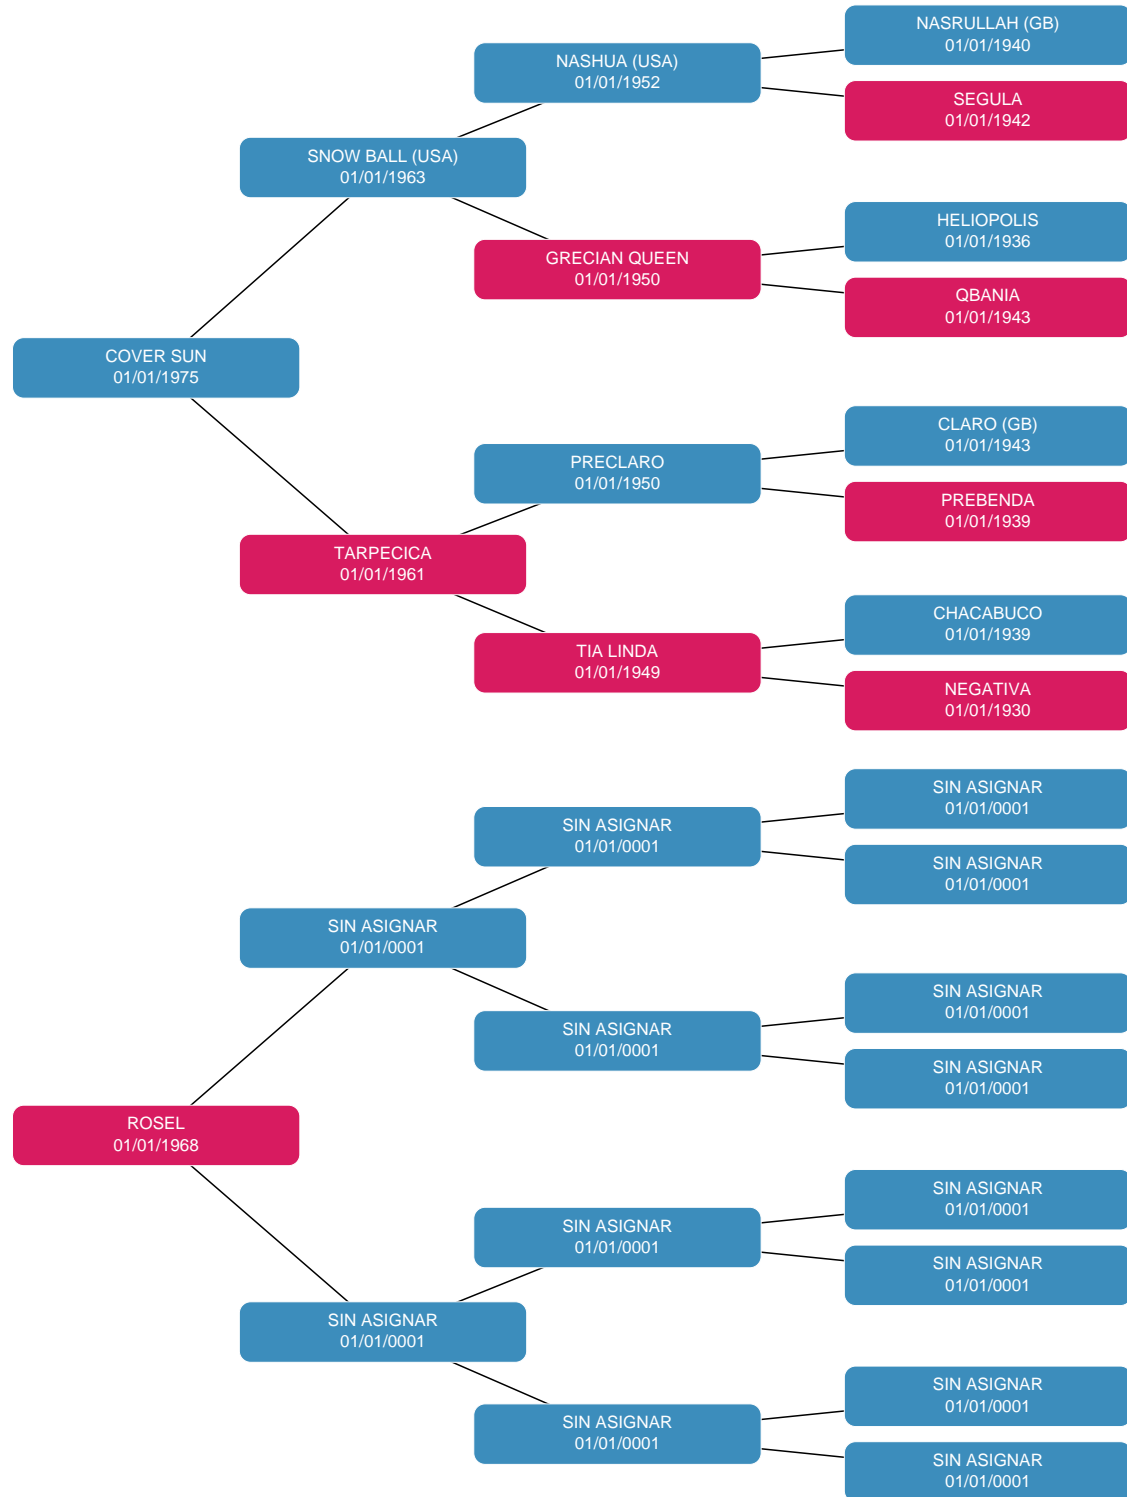 NASRULLAH (GB)
01/01/1940
NASHUA (USA)
01/01/1952
SEGULA
01/01/1942
SNOW BALL (USA)
01/01/1963
HELIOPOLIS
01/01/1936
GRECIAN QUEEN
01/01/1950
QBANIA
01/01/1943
COVER SUN
01/01/1975
CLARO (GB)
01/01/1943
PRECLARO
01/01/1950
PREBENDA
01/01/1939
TARPECICA
01/01/1961
CHACABUCO
01/01/1939
TIA LINDA
01/01/1949
NEGATIVA
01/01/1930
SIN ASIGNAR
01/01/0001
SIN ASIGNAR
01/01/0001
SIN ASIGNAR
01/01/0001
SIN ASIGNAR
01/01/0001
SIN ASIGNAR
01/01/0001
SIN ASIGNAR
01/01/0001
SIN ASIGNAR
01/01/0001
ROSEL
01/01/1968
SIN ASIGNAR
01/01/0001
SIN ASIGNAR
01/01/0001
SIN ASIGNAR
01/01/0001
SIN ASIGNAR
01/01/0001
SIN ASIGNAR
01/01/0001
SIN ASIGNAR
01/01/0001
SIN ASIGNAR
01/01/0001